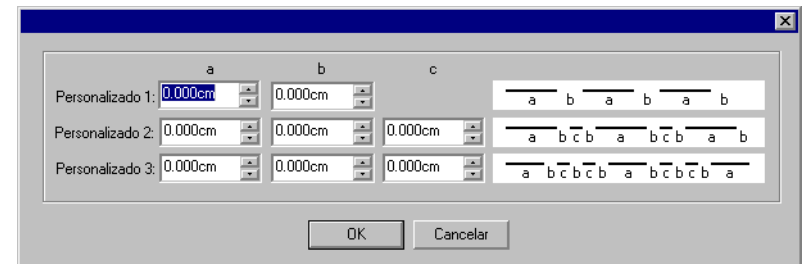 a b c
Personalizado 1: 0.000cm 0.000cm a b a b a b
Personalizado 2: 0.000cm 0.000cm 0.000cm a b c b a b c b a b
Personalizado 3: 0.000cm 0.000cm 0.000cm a b c b c b a b c b c b a
OK Cancelar